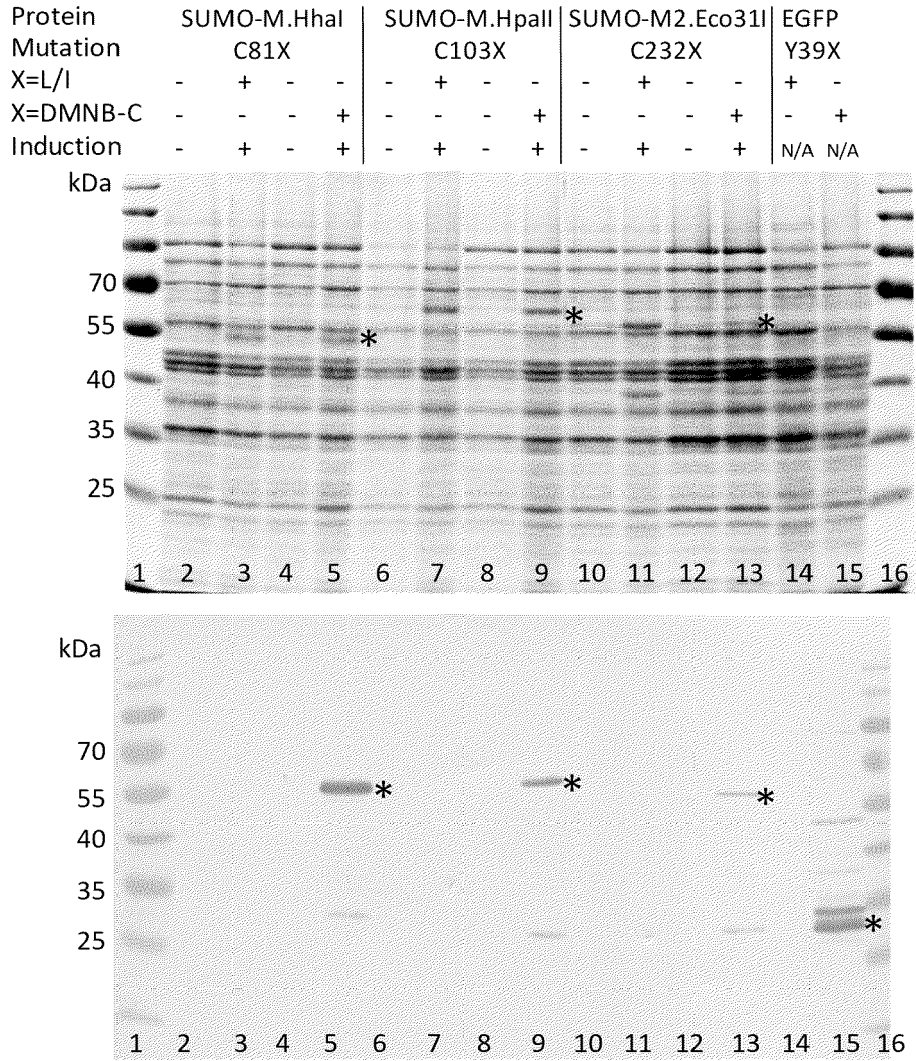 Protein SUMO-M.HhaI SUMO-M.HpaII SUMO-M2.Eco31I EGFP
Mutation C81X C103X C232X Y39X
X=L/I - + - - - + - - - + - - + -
X=DMNB-C - - - + - - - + - - - + - +
Induction - + - + - + - + - + - + N/A N/A
kDa
70
55 *
* *
40
35
25
1 2 3 4 5 6 7 8 9 10 11 12 13 14 15 16
kDa
70
55 * * *
40
35
25 *
1 2 3 4 5 6 7 8 9 10 11 12 13 14 15 16